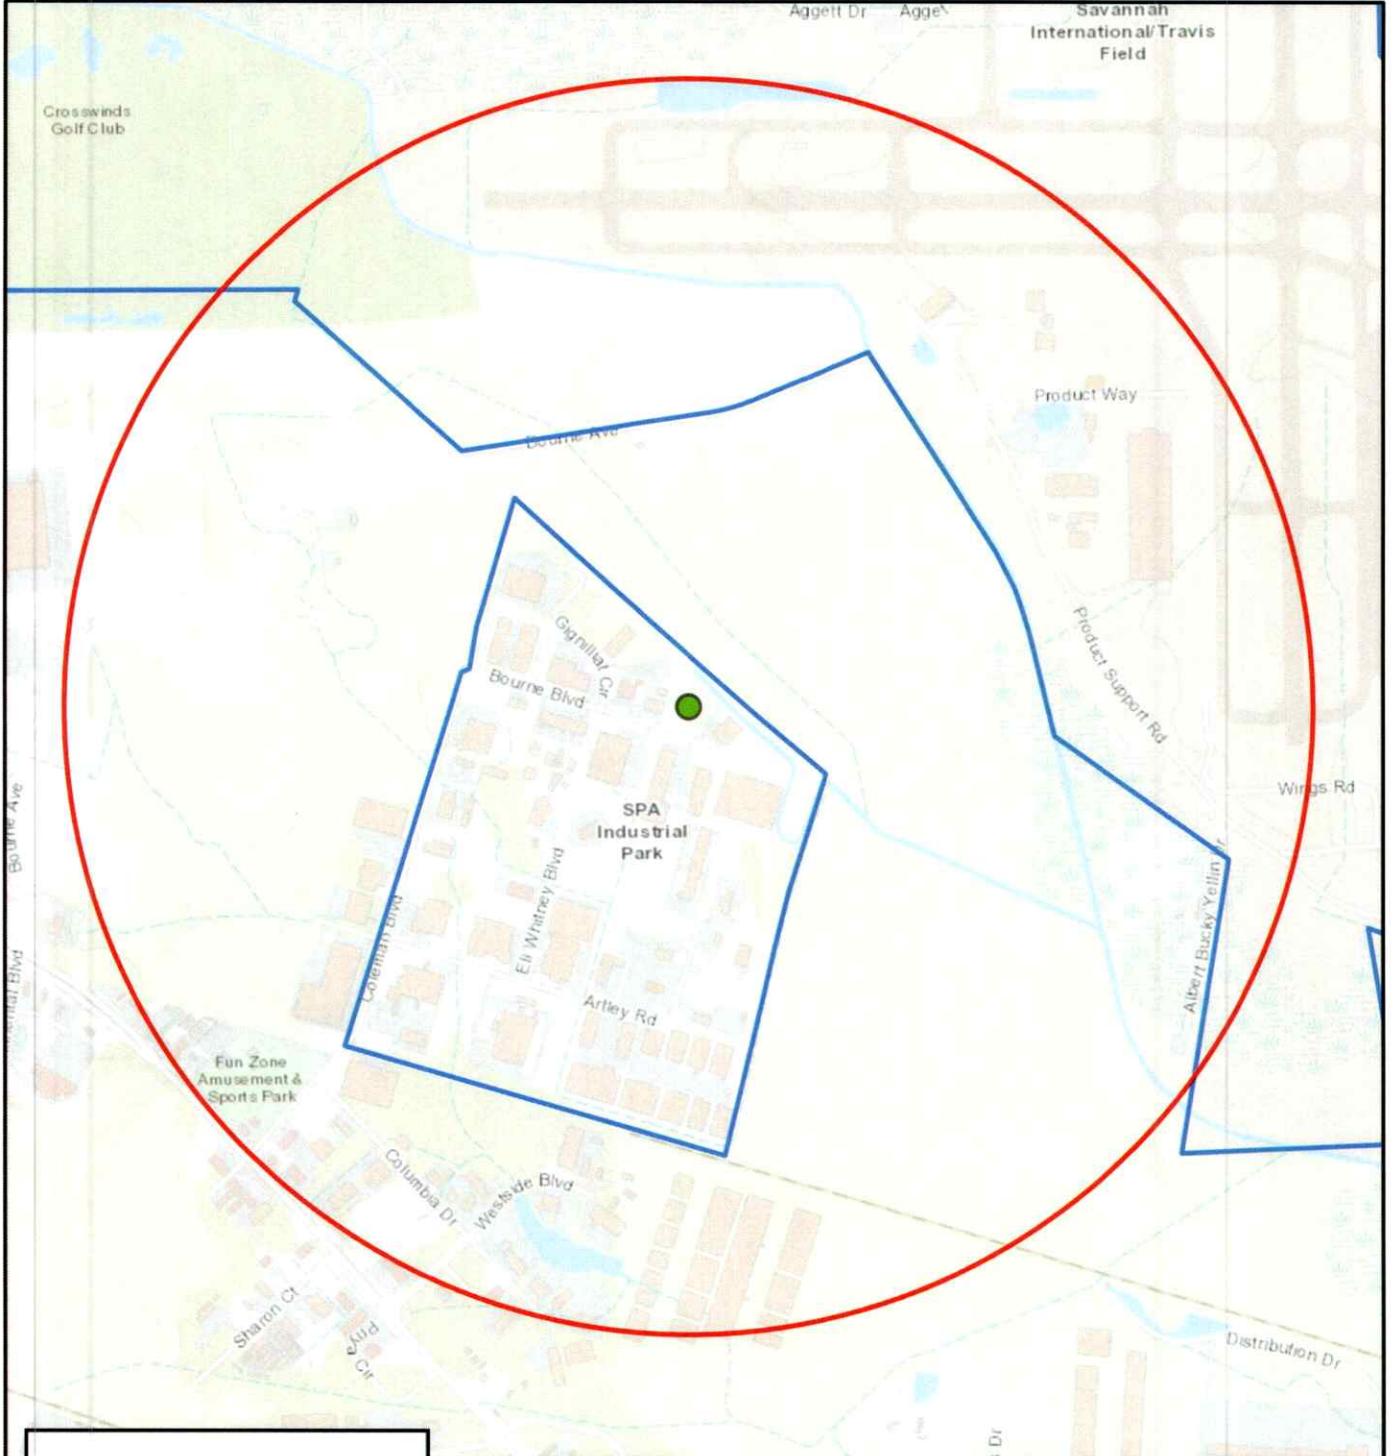 Aggett Dr
Savannah
International/Travis
Field
Crosswinds
Golf Club
Product Way
Bourne Ave
Gignilliat Cir
Bourne Blvd
Product Support Rd
Wings Rd
SPA
Industrial
Park
Bourne Ave
Eli Whitney Blvd
Coleman Blvd
Albert Bucky Yellin Dr
Artley Rd
Fun Zone
Amusement &
Sports Park
Columbia Dr
Westside Blvd
Sharon Ct
Distribution Dr